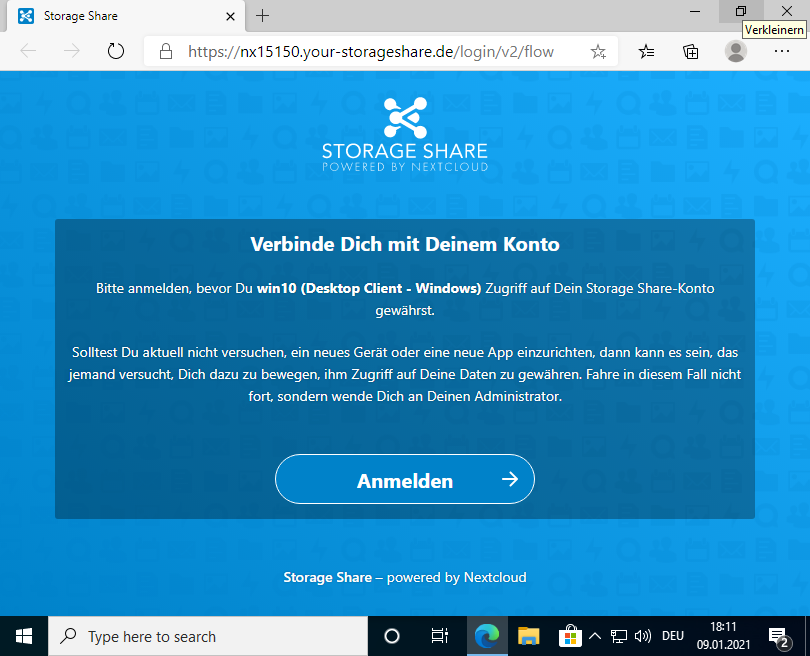 Storage Share
Verkleinern
https://nx15150.your-storageshare.de/login/v2/flow
STORAGE SHARE
POWERED BY NEXTCLOUD
Verbinde Dich mit Deinem Konto
Bitte anmelden, bevor Du win10 (Desktop Client - Windows) Zugriff auf Dein Storage Share-Konto
gewährst.
Solltest Du aktuell nicht versuchen, ein neues Gerät oder eine neue App einzurichten, dann kann es sein, das
jemand versucht, Dich dazu zu bewegen, ihm Zugriff auf Deine Daten zu gewähren. Fahre in diesem Fall nicht
fort, sondern wende Dich an Deinen Administrator.
Anmelden
Storage Share – powered by Nextcloud
Type here to search
DEU
18:11
09.01.2021
2